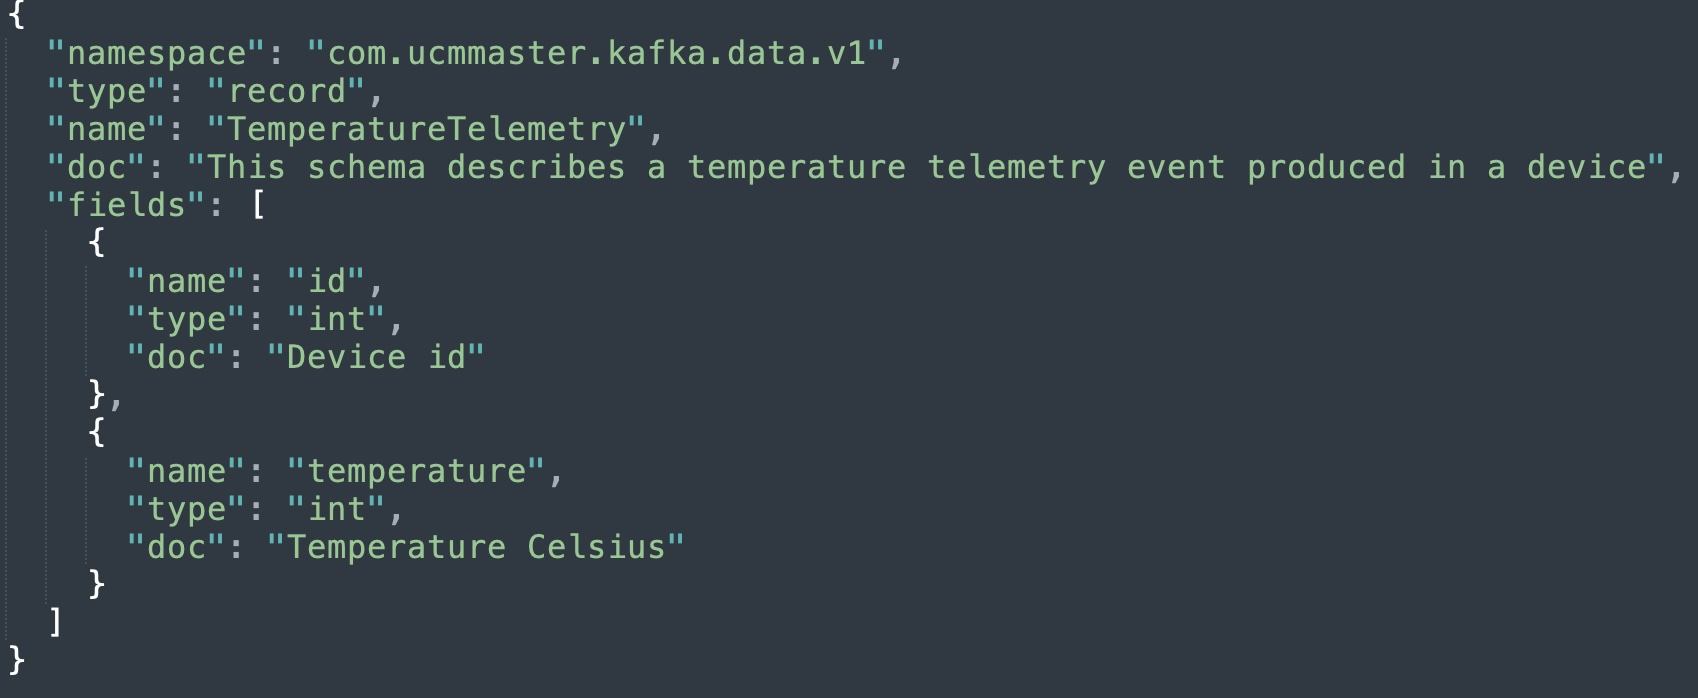 {
  "namespace": "com.ucmmaster.kafka.data.v1",
  "type": "record",
  "name": "TemperatureTelemetry",
  "doc": "This schema describes a temperature telemetry event produced in a device",
  "fields": [
    {
      "name": "id",
      "type": "int",
      "doc": "Device id"
    },
    {
      "name": "temperature",
      "type": "int",
      "doc": "Temperature Celsius"
    }
  ]
}